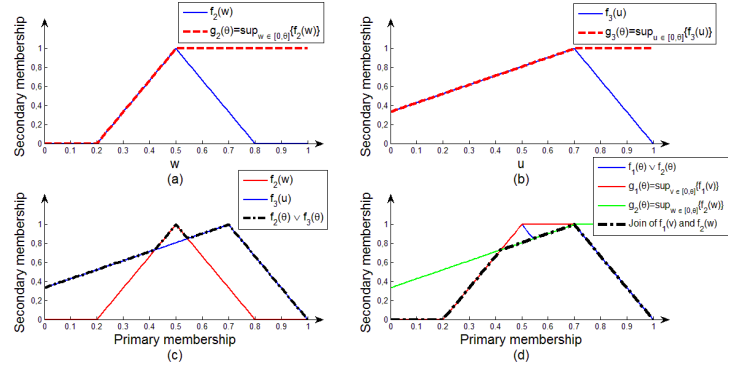 f2(w)
g2(θ)=sup w ∈ [0,θ]{f2(w)}
Secondary membership
1
0,8
0,6
0,4
0,2
0
0 0.1 0.2 0.3 0.4 0.5 0.6 0.7 0.8 0.9 1
w
(a)
f3(u)
g3(θ)=sup u ∈ [0,θ]{f3(u)}
Secondary membership
1
0,8
0,6
0,4
0,2
0
0 0.1 0.2 0.3 0.4 0.5 0.6 0.7 0.8 0.9 1
u
(b)
f2(w)
f3(u)
f2(θ) ∨ f3(θ)
Secondary membership
1
0,8
0,6
0,4
0,2
0
0 0.1 0.2 0.3 0.4 0.5 0.6 0.7 0.8 0.9 1
Primary membership
(c)
f1(θ) ∨ f2(θ)
g1(θ)=sup v ∈ [0,θ]{f1(v)}
g2(θ)=sup w ∈ [0,θ]{f2(w)}
Join of f1(v) and f2(w)
Secondary membership
1
0,8
0,6
0,4
0,2
0
0 0.1 0.2 0.3 0.4 0.5 0.6 0.7 0.8 0.9 1
Primary membership
(d)